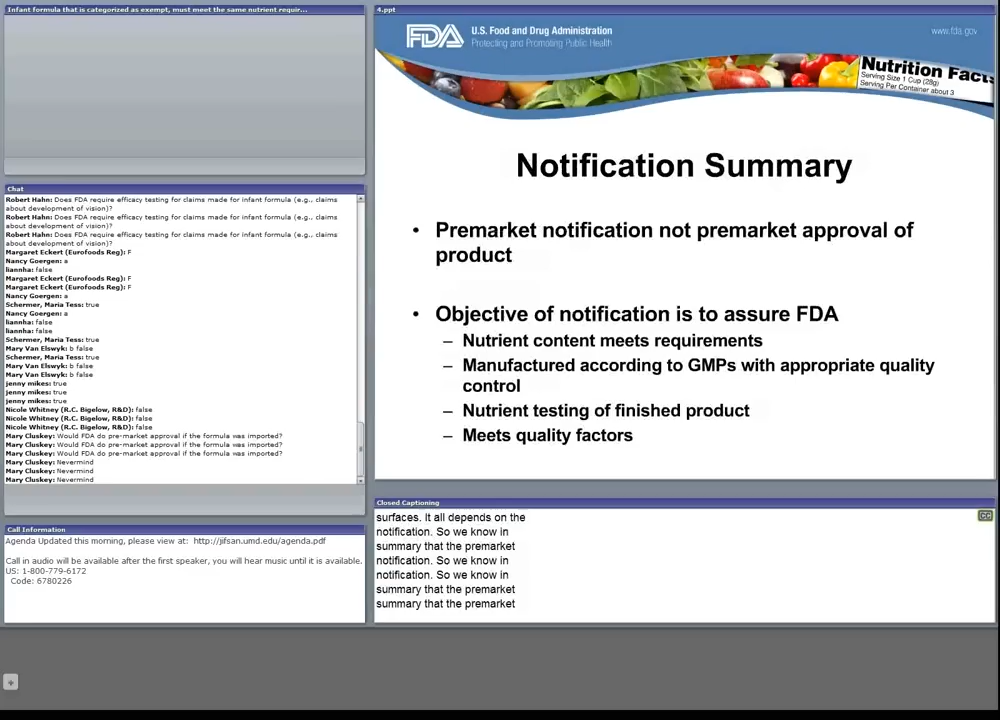 Infant formula that is categorized as exempt, must meet the same nutrient requir...
Chat
Robert Hahn: Does FDA require efficacy testing for claims made for infant formula (e.g., claims
about development of vision)?
Robert Hahn: Does FDA require efficacy testing for claims made for infant formula (e.g., claims
about development of vision)?
Robert Hahn: Does FDA require efficacy testing for claims made for infant formula (e.g., claims
about development of vision)?
Margaret Eckert (Eurofoods Reg): F
Nancy Goergen: a
liannha: false
Margaret Eckert (Eurofoods Reg): F
Margaret Eckert (Eurofoods Reg): F
Nancy Goergen: a
Schermer, Maria Tess: true
Nancy Goergen: a
liannha: false
liannha: false
Schermer, Maria Tess: true
Mary Van Elswyk: b false
Schermer, Maria Tess: true
Mary Van Elswyk: b false
Mary Van Elswyk: b false
jenny mikes: true
jenny mikes: true
jenny mikes: true
Nicole Whitney (R.C. Bigelow, R&D): false
Nicole Whitney (R.C. Bigelow, R&D): false
Nicole Whitney (R.C. Bigelow, R&D): false
Mary Cluskey: Would FDA do pre-market approval if the formula was imported?
Mary Cluskey: Would FDA do pre-market approval if the formula was imported?
Mary Cluskey: Would FDA do pre-market approval if the formula was imported?
Mary Cluskey: Nevermind
Mary Cluskey: Nevermind
Mary Cluskey: Nevermind
Call Information
Agenda Updated this morning, please view at: http://jifsan.umd.edu/agenda.pdf
Call in audio will be available after the first speaker, you will hear music until it is available.
US: 1-800-779-6172
Code: 6780226
4.ppt
FDA
U.S. Food and Drug Administration
Protecting and Promoting Public Health
www.fda.gov
Nutrition Facts
Serving Size 1 Cup (28g)
Serving Per Container about 3
Notification Summary
• Premarket notification not premarket approval of
product
• Objective of notification is to assure FDA
– Nutrient content meets requirements
– Manufactured according to GMPs with appropriate quality
control
– Nutrient testing of finished product
– Meets quality factors
Closed Captioning
CC
surfaces. It all depends on the
notification. So we know in
summary that the premarket
notification. So we know in
notification. So we know in
summary that the premarket
summary that the premarket